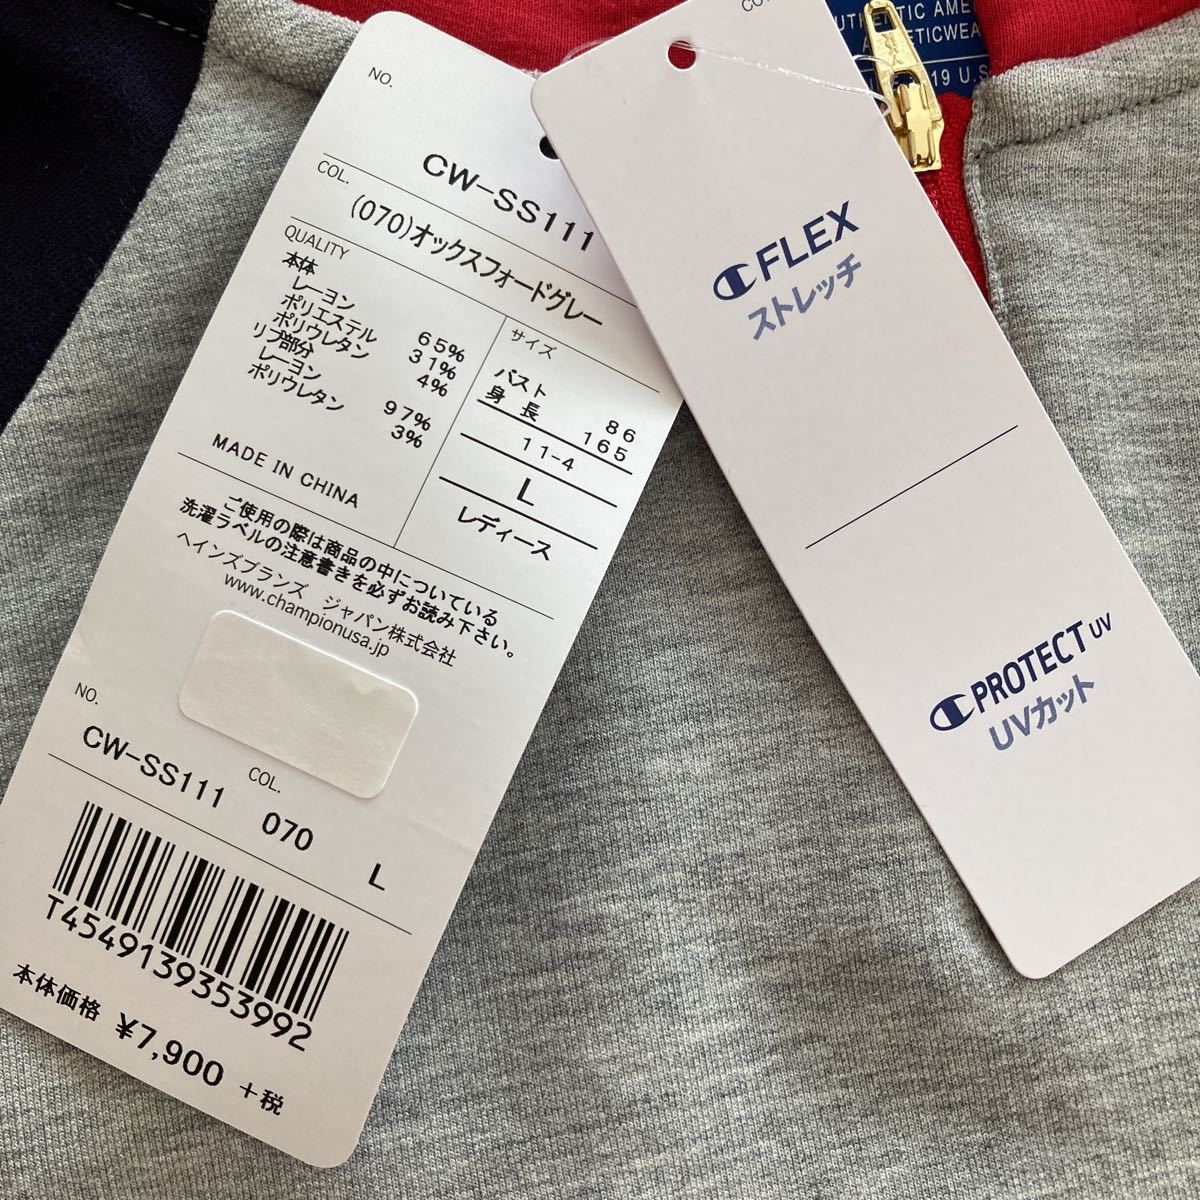 NO.
CW-SS111
COL.
(070)オックスフォードグレー
QUALITY
本体
レーヨン 65%
ポリエステル 31%
ポリウレタン 4%
リブ部分
レーヨン 97%
ポリウレタン 3%
MADE IN CHINA
サイズ
バスト 86
身長 165
11-4
L
レディース
ご使用の際は商品の中についている
洗濯ラベルの注意書きを必ずお読み下さい。
ヘインズブランズ ジャパン株式会社
www.championusa.jp
NO.
CW-SS111
COL.
070
L
T4549139353992
本体価格 ¥7,900 +税
FLEX
ストレッチ
PROTECT UV
UVカット
19 U.S